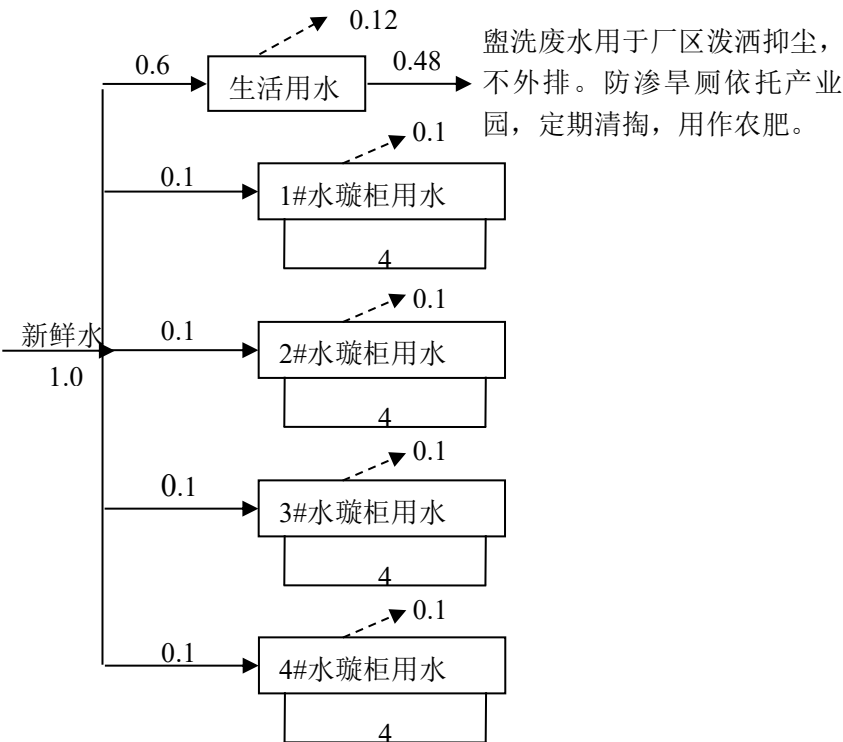 0.12
0.6
生活用水
0.48
盥洗废水用于厂区泼洒抑尘，
不外排。防渗旱厕依托产业
园，定期清掏，用作农肥。
0.1
0.1
1#水璇柜用水
4
新鲜水
1.0
0.1
0.1
2#水璇柜用水
4
0.1
0.1
3#水璇柜用水
4
0.1
0.1
4#水璇柜用水
4